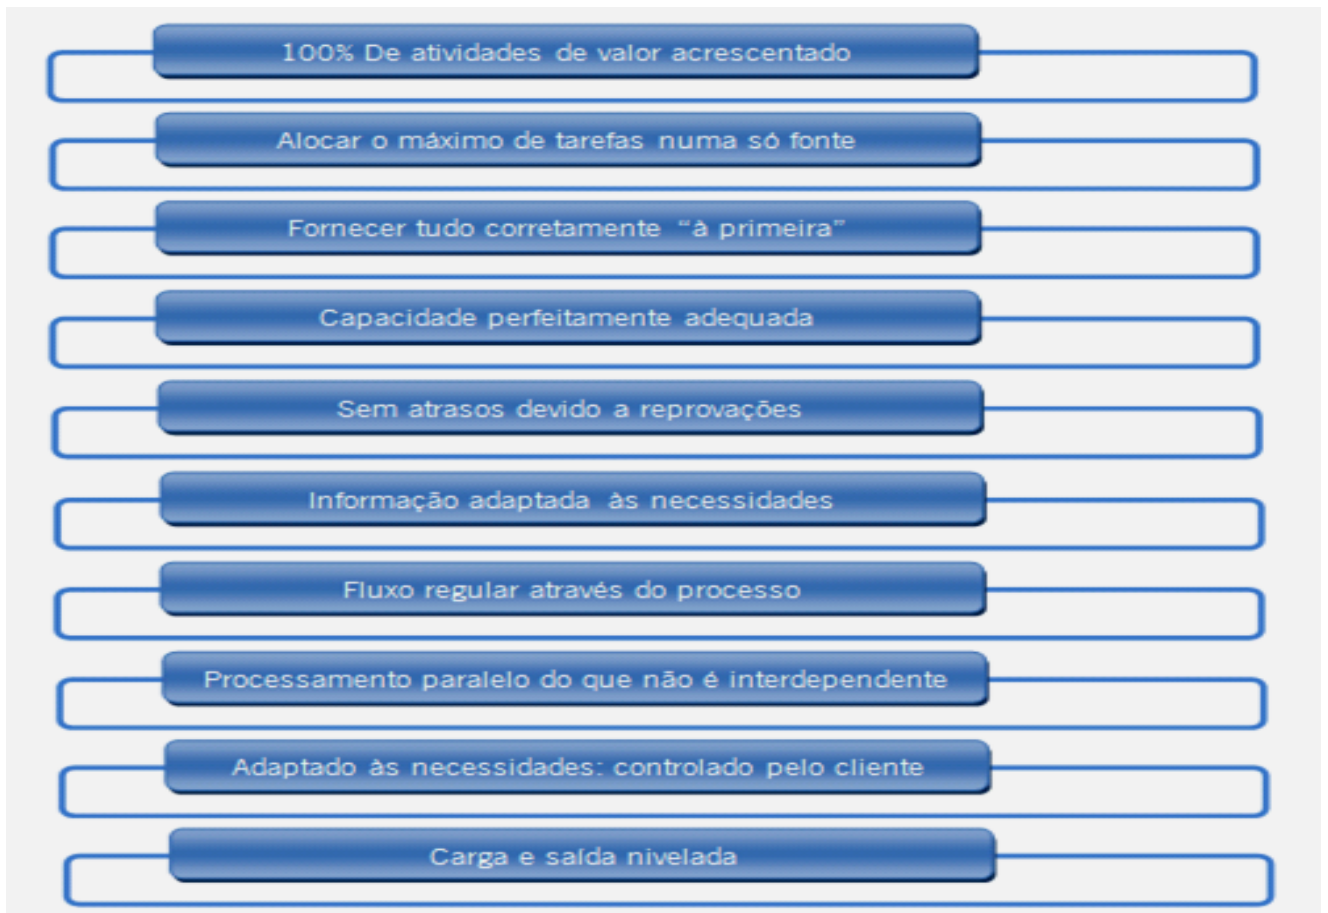 100% De atividades de valor acrescentado
Alocar o máximo de tarefas numa só fonte
Fornecer tudo corretamente “à primeira”
Capacidade perfeitamente adequada
Sem atrasos devido a reprovações
Informação adaptada às necessidades
Fluxo regular através do processo
Processamento paralelo do que não é interdependente
Adaptado às necessidades: controlado pelo cliente
Carga e saída nivelada